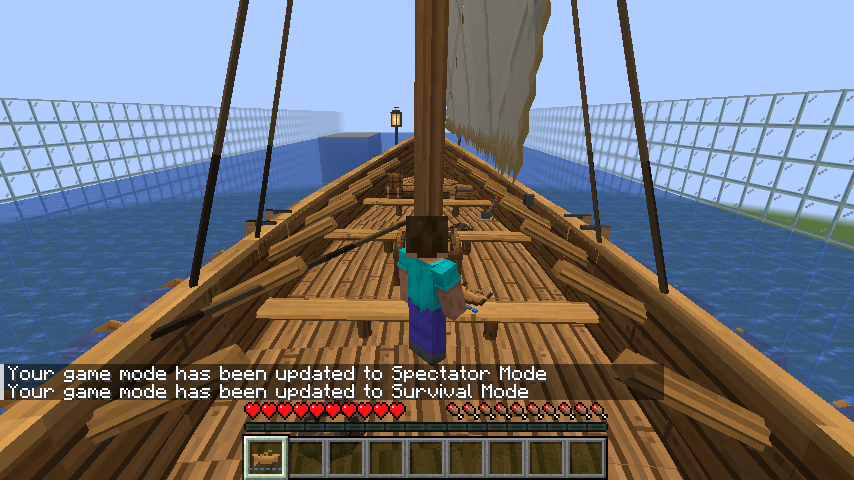 Your game mode has been updated to Spectator Mode
Your game mode has been updated to Survival Mode